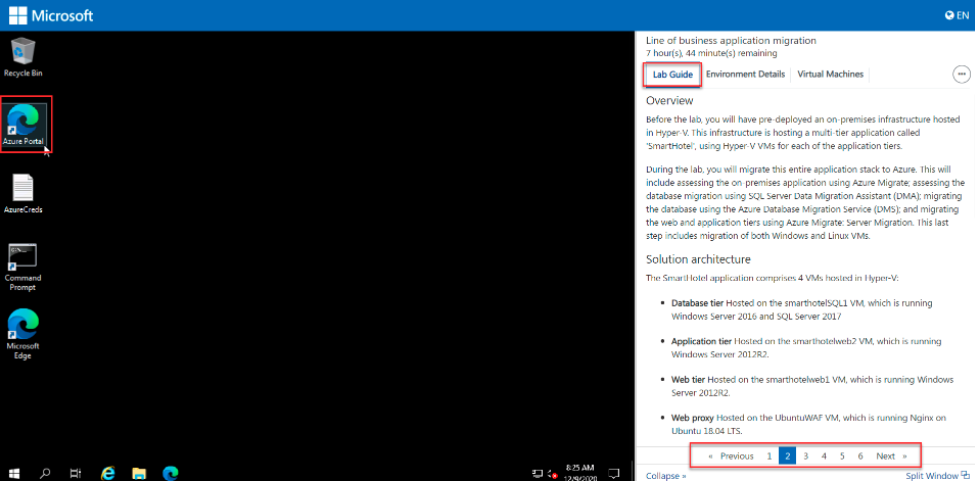 Microsoft
EN
Recycle Bin
Azure Portal
AzureCreds
Command
Prompt
Microsoft
Edge
8:25 AM
12/9/2020
Line of business application migration
7 hour(s), 44 minute(s) remaining
Lab Guide
Environment Details
Virtual Machines
Overview
Before the lab, you will have pre-deployed an on-premises infrastructure hosted
in Hyper-V. This infrastructure is hosting a multi-tier application called
'SmartHotel', using Hyper-V VMs for each of the application tiers.
During the lab, you will migrate this entire application stack to Azure. This will
include assessing the on-premises application using Azure Migrate; assessing the
database migration using SQL Server Data Migration Assistant (DMA); migrating
the database using the Azure Database Migration Service (DMS); and migrating
the web and application tiers using Azure Migrate: Server Migration. This last
step includes migration of both Windows and Linux VMs.
Solution architecture
The SmartHotel application comprises 4 VMs hosted in Hyper-V:
• Database tier Hosted on the smarthotelSQL1 VM, which is running
Windows Server 2016 and SQL Server 2017
• Application tier Hosted on the smarthotelweb2 VM, which is running
Windows Server 2012R2.
• Web tier Hosted on the smarthotelweb1 VM, which is running Windows
Server 2012R2.
• Web proxy Hosted on the UbuntuWAF VM, which is running Nginx on
Ubuntu 18.04 LTS.
« Previous 1 2 3 4 5 6 Next »
Collapse »
Split Window